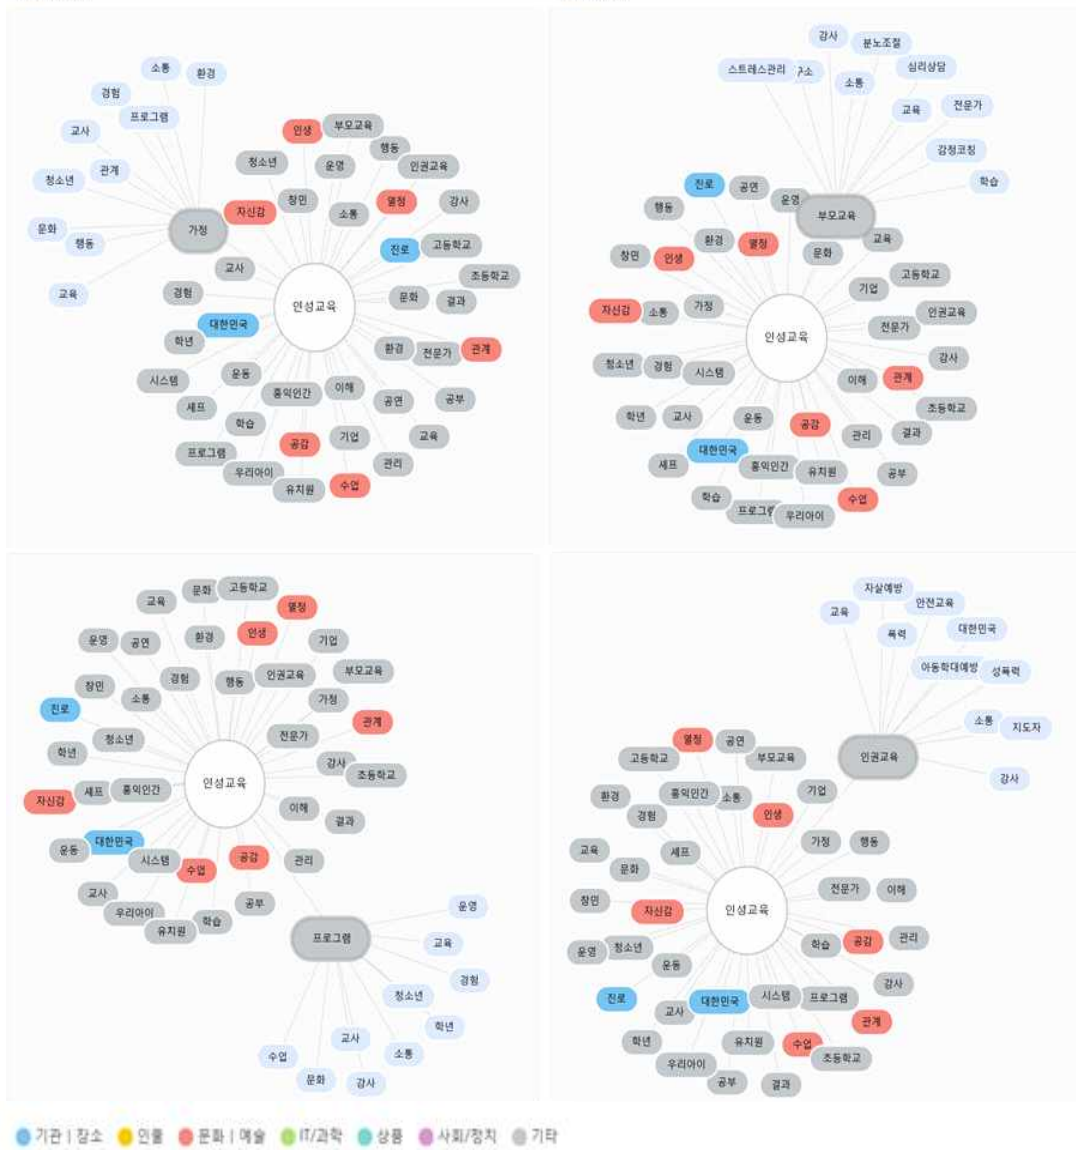 소통
환경
경험
프로그램
교사
관계
청소년
문화
행동
교육
가정
인생
부모교육
행동
청소년
운영
인권교육
창민
열정
강사
자신감
소통
진로
고등학교
교사
초등학교
인성교육
경험
문화
결과
대한민국
학년
환경
전문가
관계
시스템
운동
홍익인간
이해
공연
공부
셰프
학습
공감
기업
교육
프로그램
우리아이
관리
유치원
수업
강사
분노조절
스트레스관리
소통
심리상담
교육
전문가
감정코칭
학습
진로
공연
운영
부모교육
행동
환경
열정
문화
교육
창민
인생
기업
고등학교
자신감
소통
가정
인성교육
전문가
인권교육
청소년
경험
시스템
이해
관계
강사
학년
교사
운동
공감
관리
결과
초등학교
셰프
대한민국
홍익인간
유치원
공부
학습
프로그램
우리아이
수업
교육
문화
고등학교
열정
운영
공연
환경
인생
기업
창민
경험
행동
인권교육
부모교육
진로
소통
가정
관계
학년
청소년
전문가
강사
초등학교
인성교육
자신감
셰프
홍익인간
이해
결과
운동
대한민국
시스템
수업
공감
관리
교사
우리아이
유치원
학습
공부
프로그램
운영
교육
경험
청소년
학년
소통
교사
수업
문화
강사
자살예방
교육
안전교육
폭력
대한민국
아동학대예방
성폭력
소통
지도자
강사
인권교육
열정
공연
고등학교
부모교육
환경
홍익인간
소통
기업
경험
인생
교육
셰프
가정
행동
문화
창민
자신감
인성교육
전문가
이해
운영
청소년
운동
학습
공감
관리
진로
교사
대한민국
시스템
프로그램
강사
관계
학년
유치원
수업
초등학교
우리아이
공부
결과
기관 | 장소 인물 문화 | 예술 IT/과학 상품 사회/정치 기타